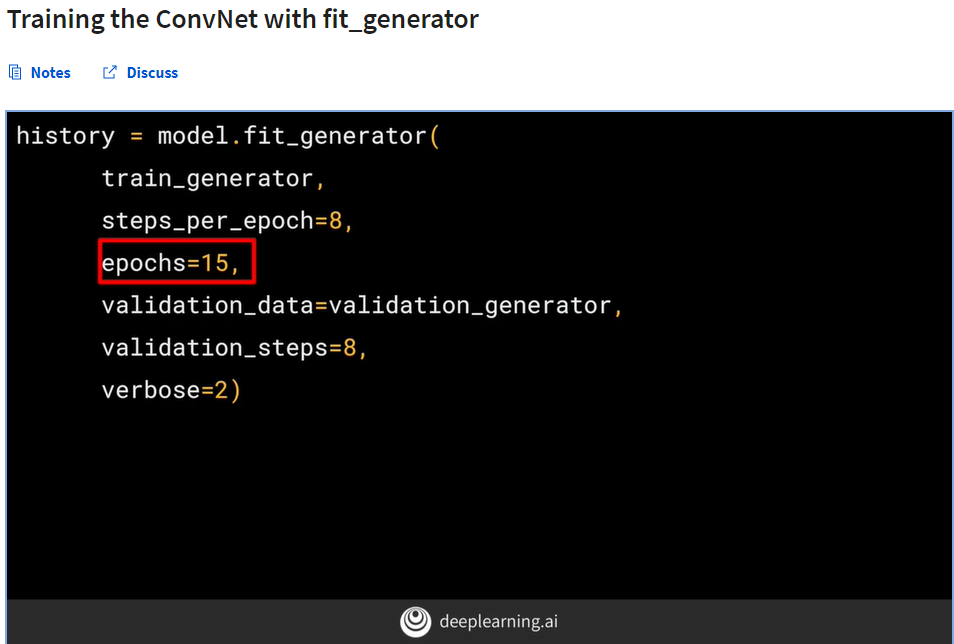 Training the ConvNet with fit_generator
Notes Discuss
history = model.fit_generator(
train_generator,
steps_per_epoch=8,
epochs=15,
validation_data=validation_generator,
validation_steps=8,
verbose=2)
deeplearning.ai